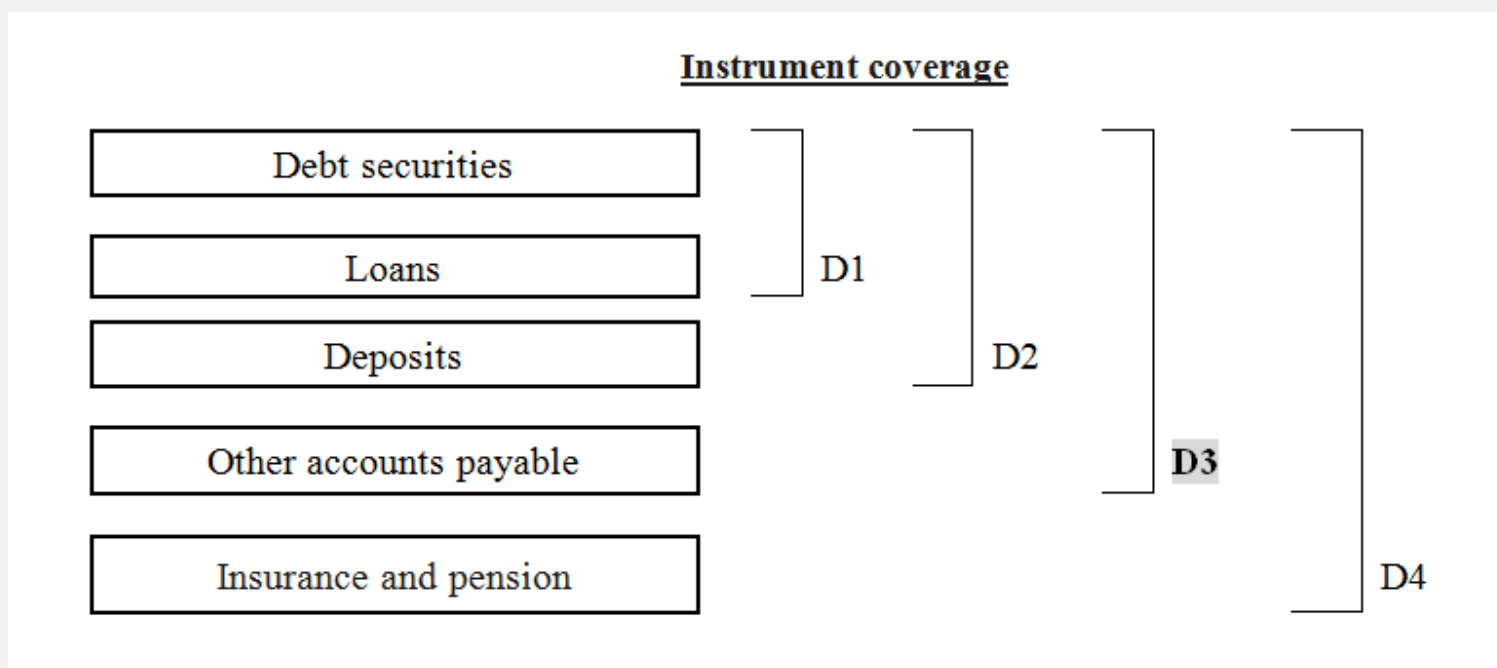 Instrument coverage
Debt securities
Loans
D1
Deposits
D2
Other accounts payable
D3
Insurance and pension
D4